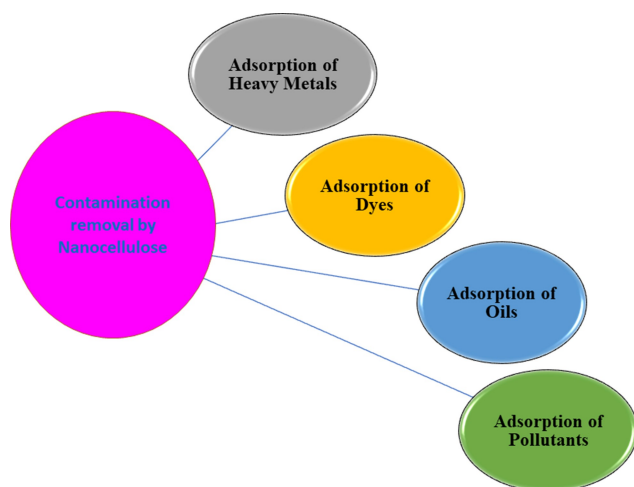 Adsorption of
Heavy Metals
Contamination
removal by
Nanocellulose
Adsorption of
Dyes
Adsorption of
Oils
Adsorption of
Pollutants